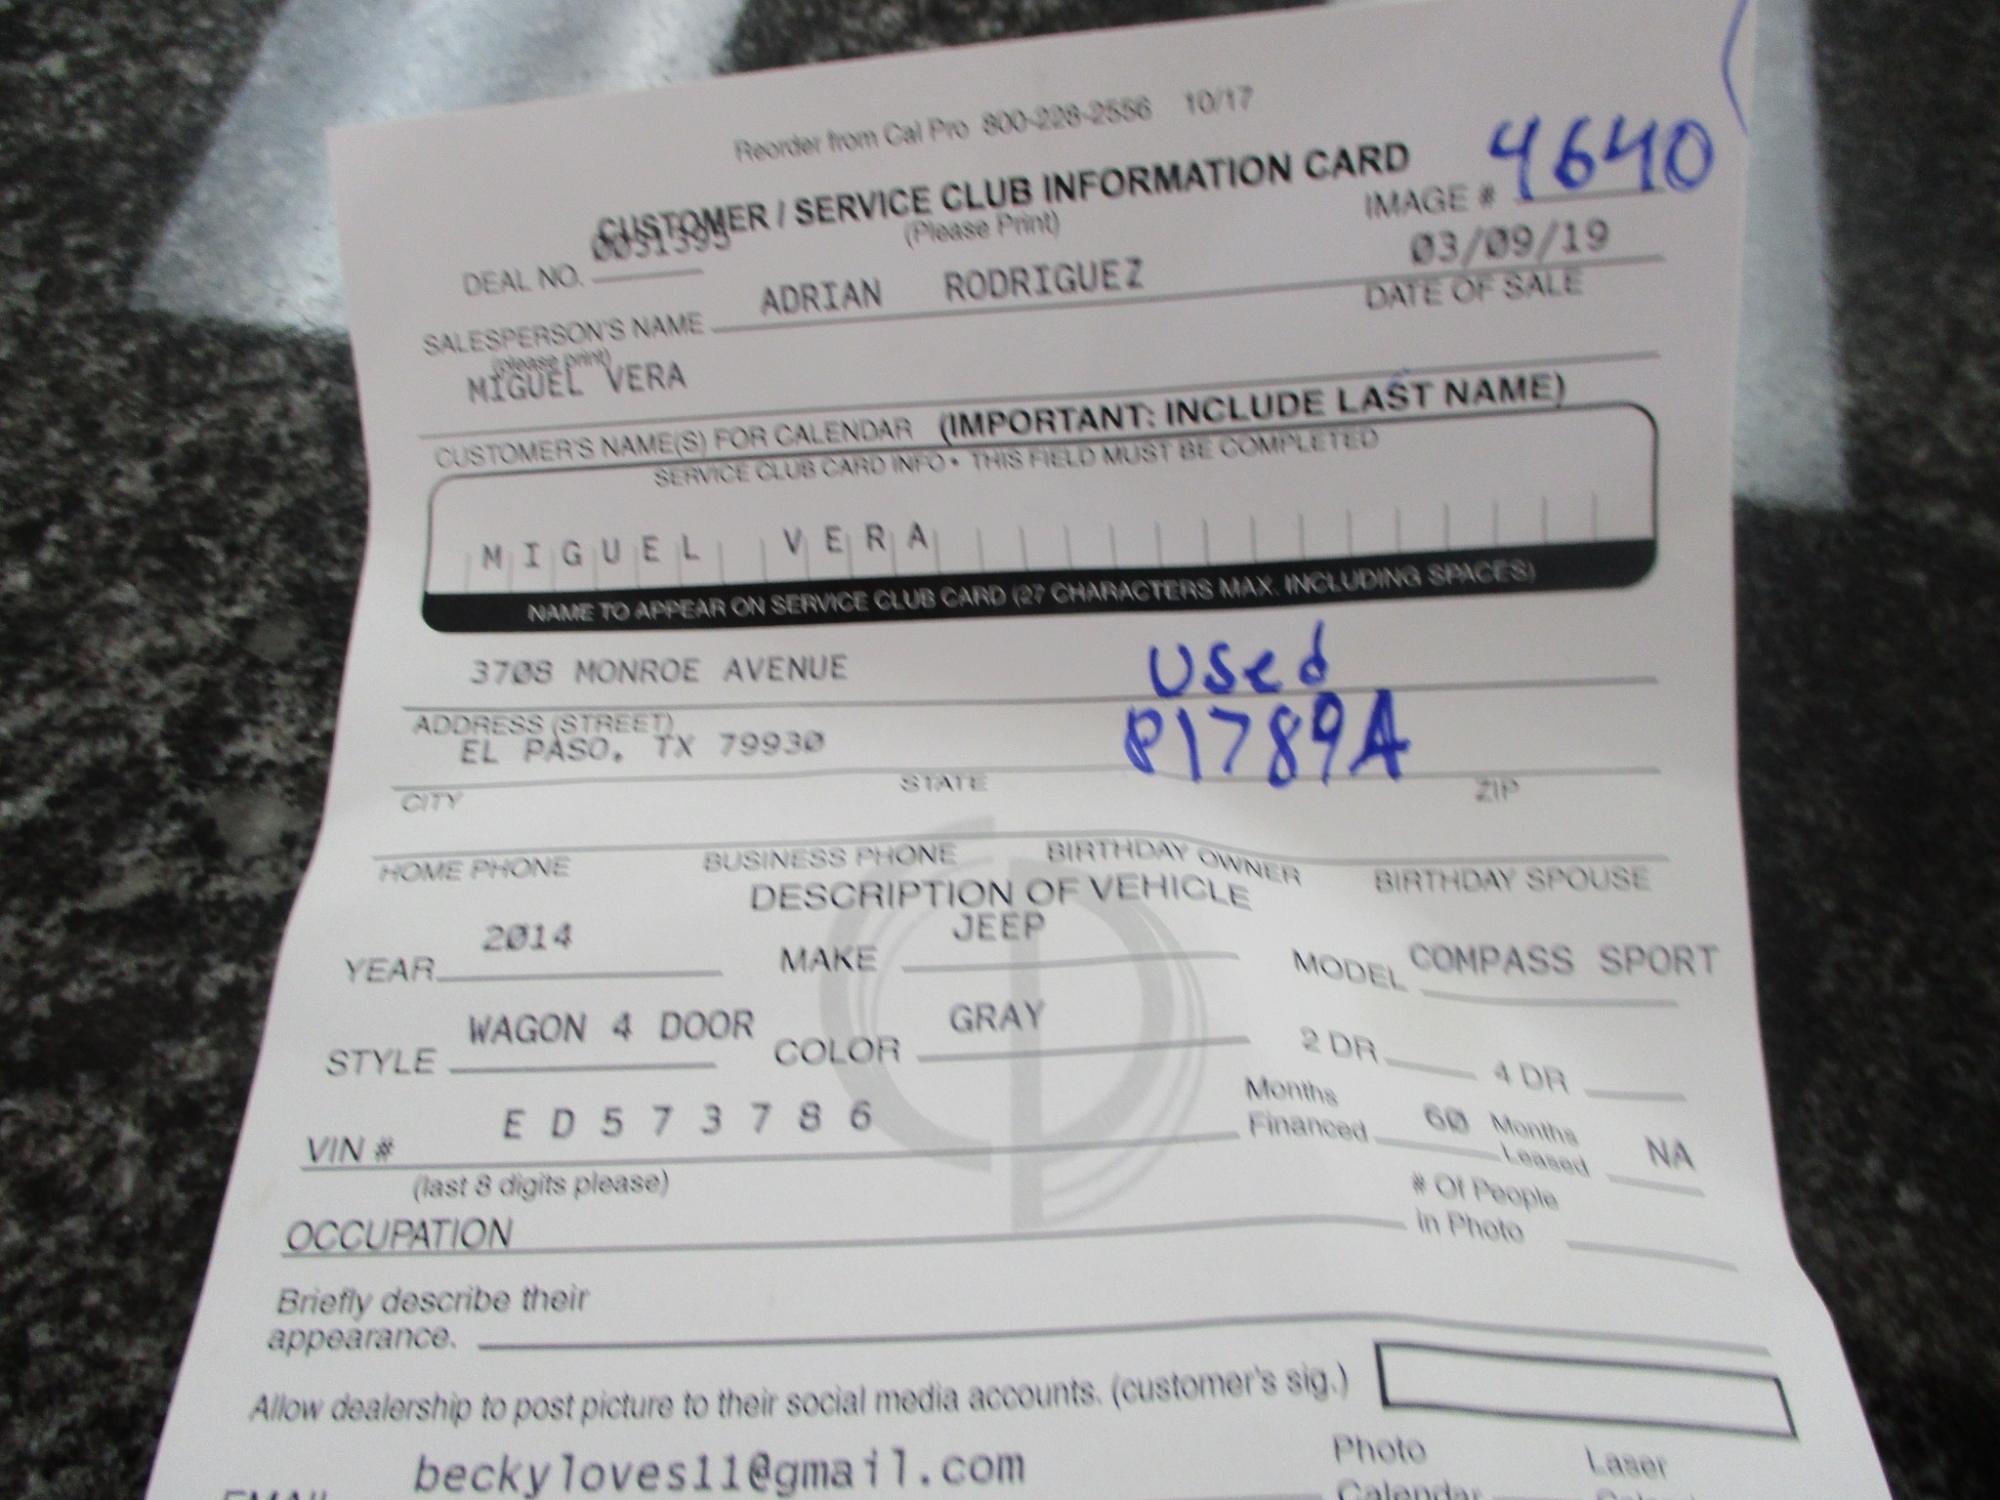 Reorder from Cal Pro 800-228-2556 10/17
CUSTOMER / SERVICE CLUB INFORMATION CARD
(Please Print)
IMAGE # 4640
DEAL NO. 0031395
03/09/19
DATE OF SALE
SALESPERSON'S NAME ADRIAN RODRIGUEZ
(please print)
MIGUEL VERA
CUSTOMER'S NAME(S) FOR CALENDAR (IMPORTANT: INCLUDE LAST NAME)
SERVICE CLUB CARD INFO • THIS FIELD MUST BE COMPLETED
MIGUEL VERA
NAME TO APPEAR ON SERVICE CLUB CARD (27 CHARACTERS MAX. INCLUDING SPACES)
3708 MONROE AVENUE Used
ADDRESS (STREET)
EL PASO, TX 79930 P1789A
CITY STATE ZIP
HOME PHONE BUSINESS PHONE BIRTHDAY OWNER BIRTHDAY SPOUSE
DESCRIPTION OF VEHICLE
YEAR 2014 MAKE JEEP MODEL COMPASS SPORT
STYLE WAGON 4 DOOR COLOR GRAY 2 DR 4 DR
VIN # E D 5 7 3 7 8 6 Months Financed 60 Months Leased NA
(last 8 digits please)
OCCUPATION # Of People in Photo
Briefly describe their
appearance.
Allow dealership to post picture to their social media accounts. (customer's sig.)
EMAIL beckyloves11@gmail.com Photo Calendar Laser